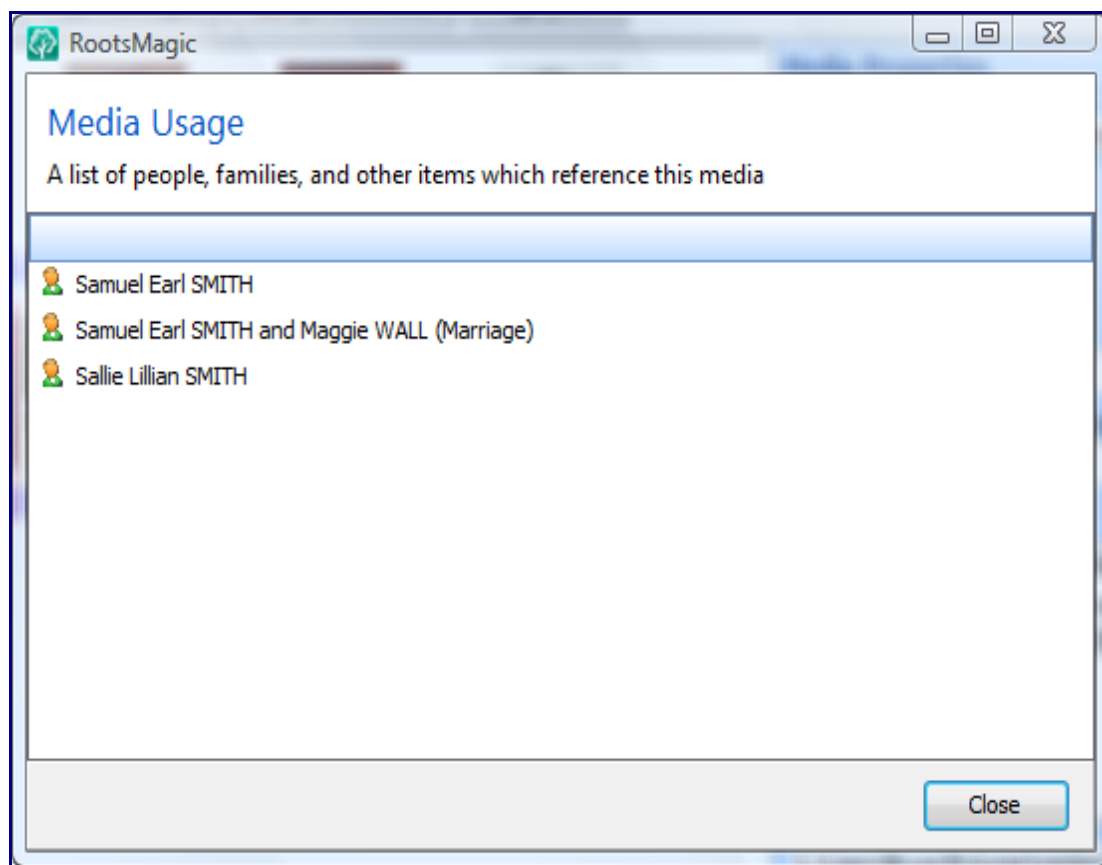 RootsMagic
Media Usage
A list of people, families, and other items which reference this media
Samuel Earl SMITH
Samuel Earl SMITH and Maggie WALL (Marriage)
Sallie Lillian SMITH
Close